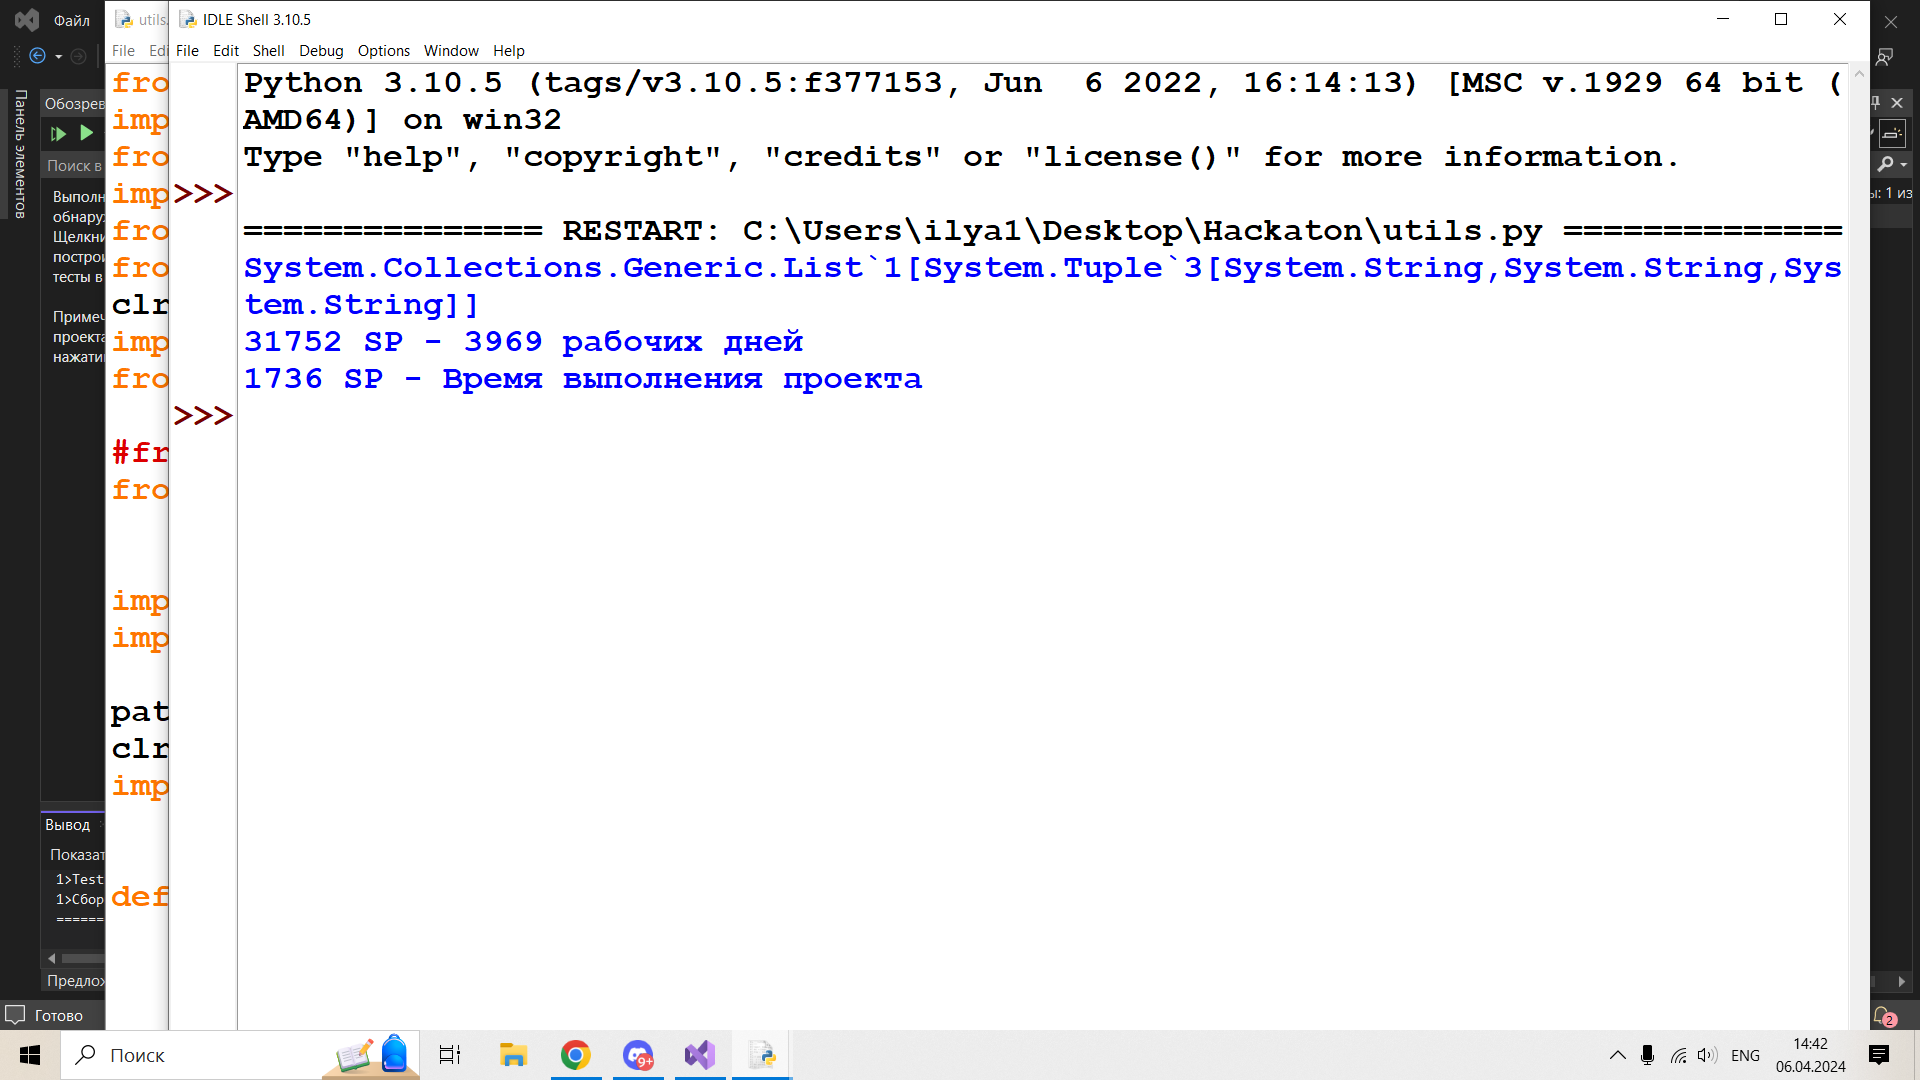 Файл
utils.
IDLE Shell 3.10.5
File
File Edit Shell Debug Options Window Help
Панель элементов
Обозрев
Поиск в
Выполн
обнару
Щелкни
построи
тесты в
Примеч
проекта
нажати
fro
imp
fro
imp
fro
fro
clr
imp
fro
#fr
fro
imp
imp
pat
clr
imp
def
Python 3.10.5 (tags/v3.10.5:f377153, Jun  6 2022, 16:14:13) [MSC v.1929 64 bit (
AMD64)] on win32
Type "help", "copyright", "credits" or "license()" for more information.
>>>
=============== RESTART: C:\Users\ilya1\Desktop\Hackaton\utils.py ==============
System.Collections.Generic.List`1[System.Tuple`3[System.String,System.String,Sys
tem.String]]
31752 SP - 3969 рабочих дней
1736 SP - Время выполнения проекта
>>>
ы: 1 из
Вывод
Показат
1>Test
1>Сбор
======
Предлож
Готово
2
Поиск
9+
ENG
14:42
06.04.2024